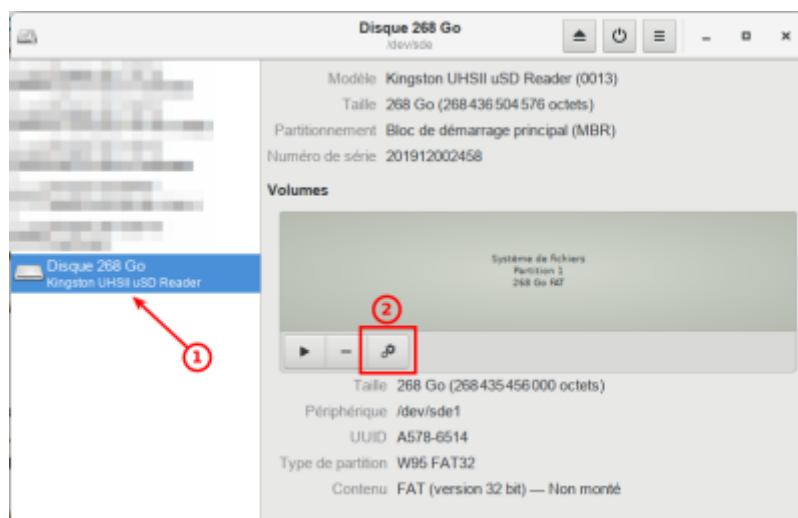 Disque 268 Go
/dev/sde
Modèle Kingston UHSII uSD Reader (0013)
Taille 268 Go (268 436 504 576 octets)
Partitionnement Bloc de démarrage principal (MBR)
Numéro de série 201912002458
Volumes
Système de fichiers
Partition 1
268 Go FAT
Disque 268 Go
Kingston UHSII uSD Reader
1
2
Taille 268 Go (268 435 456 000 octets)
Périphérique /dev/sde1
UUID A578-6514
Type de partition W95 FAT32
Contenu FAT (version 32 bit) — Non monté